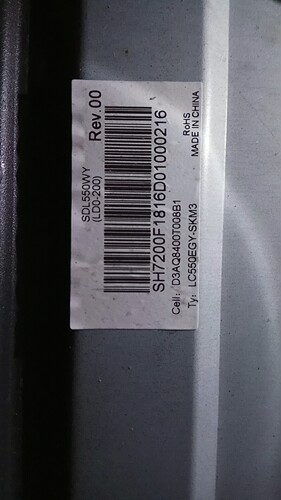 SDL550WY
(LD0-200) Rev.00
SH7200F1816D01000216
Cell: D3AQ8400T008B1 RoHS
Ty: LC550EGY-SKM3 MADE IN CHINA